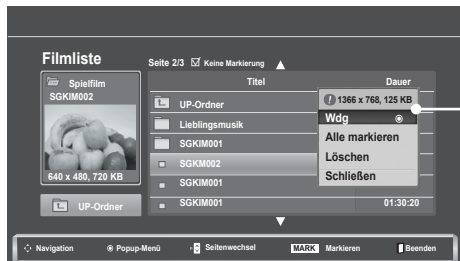 Filmliste
Seite 2/3 Keine Markierung
Spielfilm
SGKIM002
640 x 480, 720 KB
UP-Ordner
Titel
Dauer
UP-Ordner
Lieblingsmusik
SGKIM001
SGKIM002
SGKIM001
SGKIM001
01:30:20
1366 x 768, 125 KB
Wdg
Alle markieren
Löschen
Schließen
Navigation
Popup-Menü
Seitenwechsel
MARK Markieren
Beenden